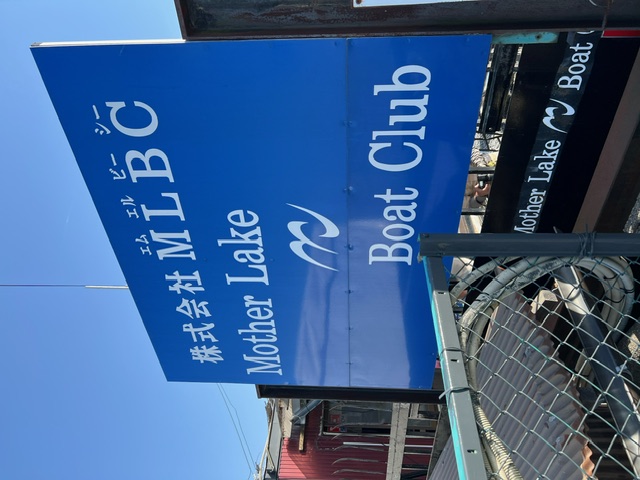 エム エル ビー シー
株式会社 MLBC
Mother Lake
Boat Club
Mother Lake Boat C